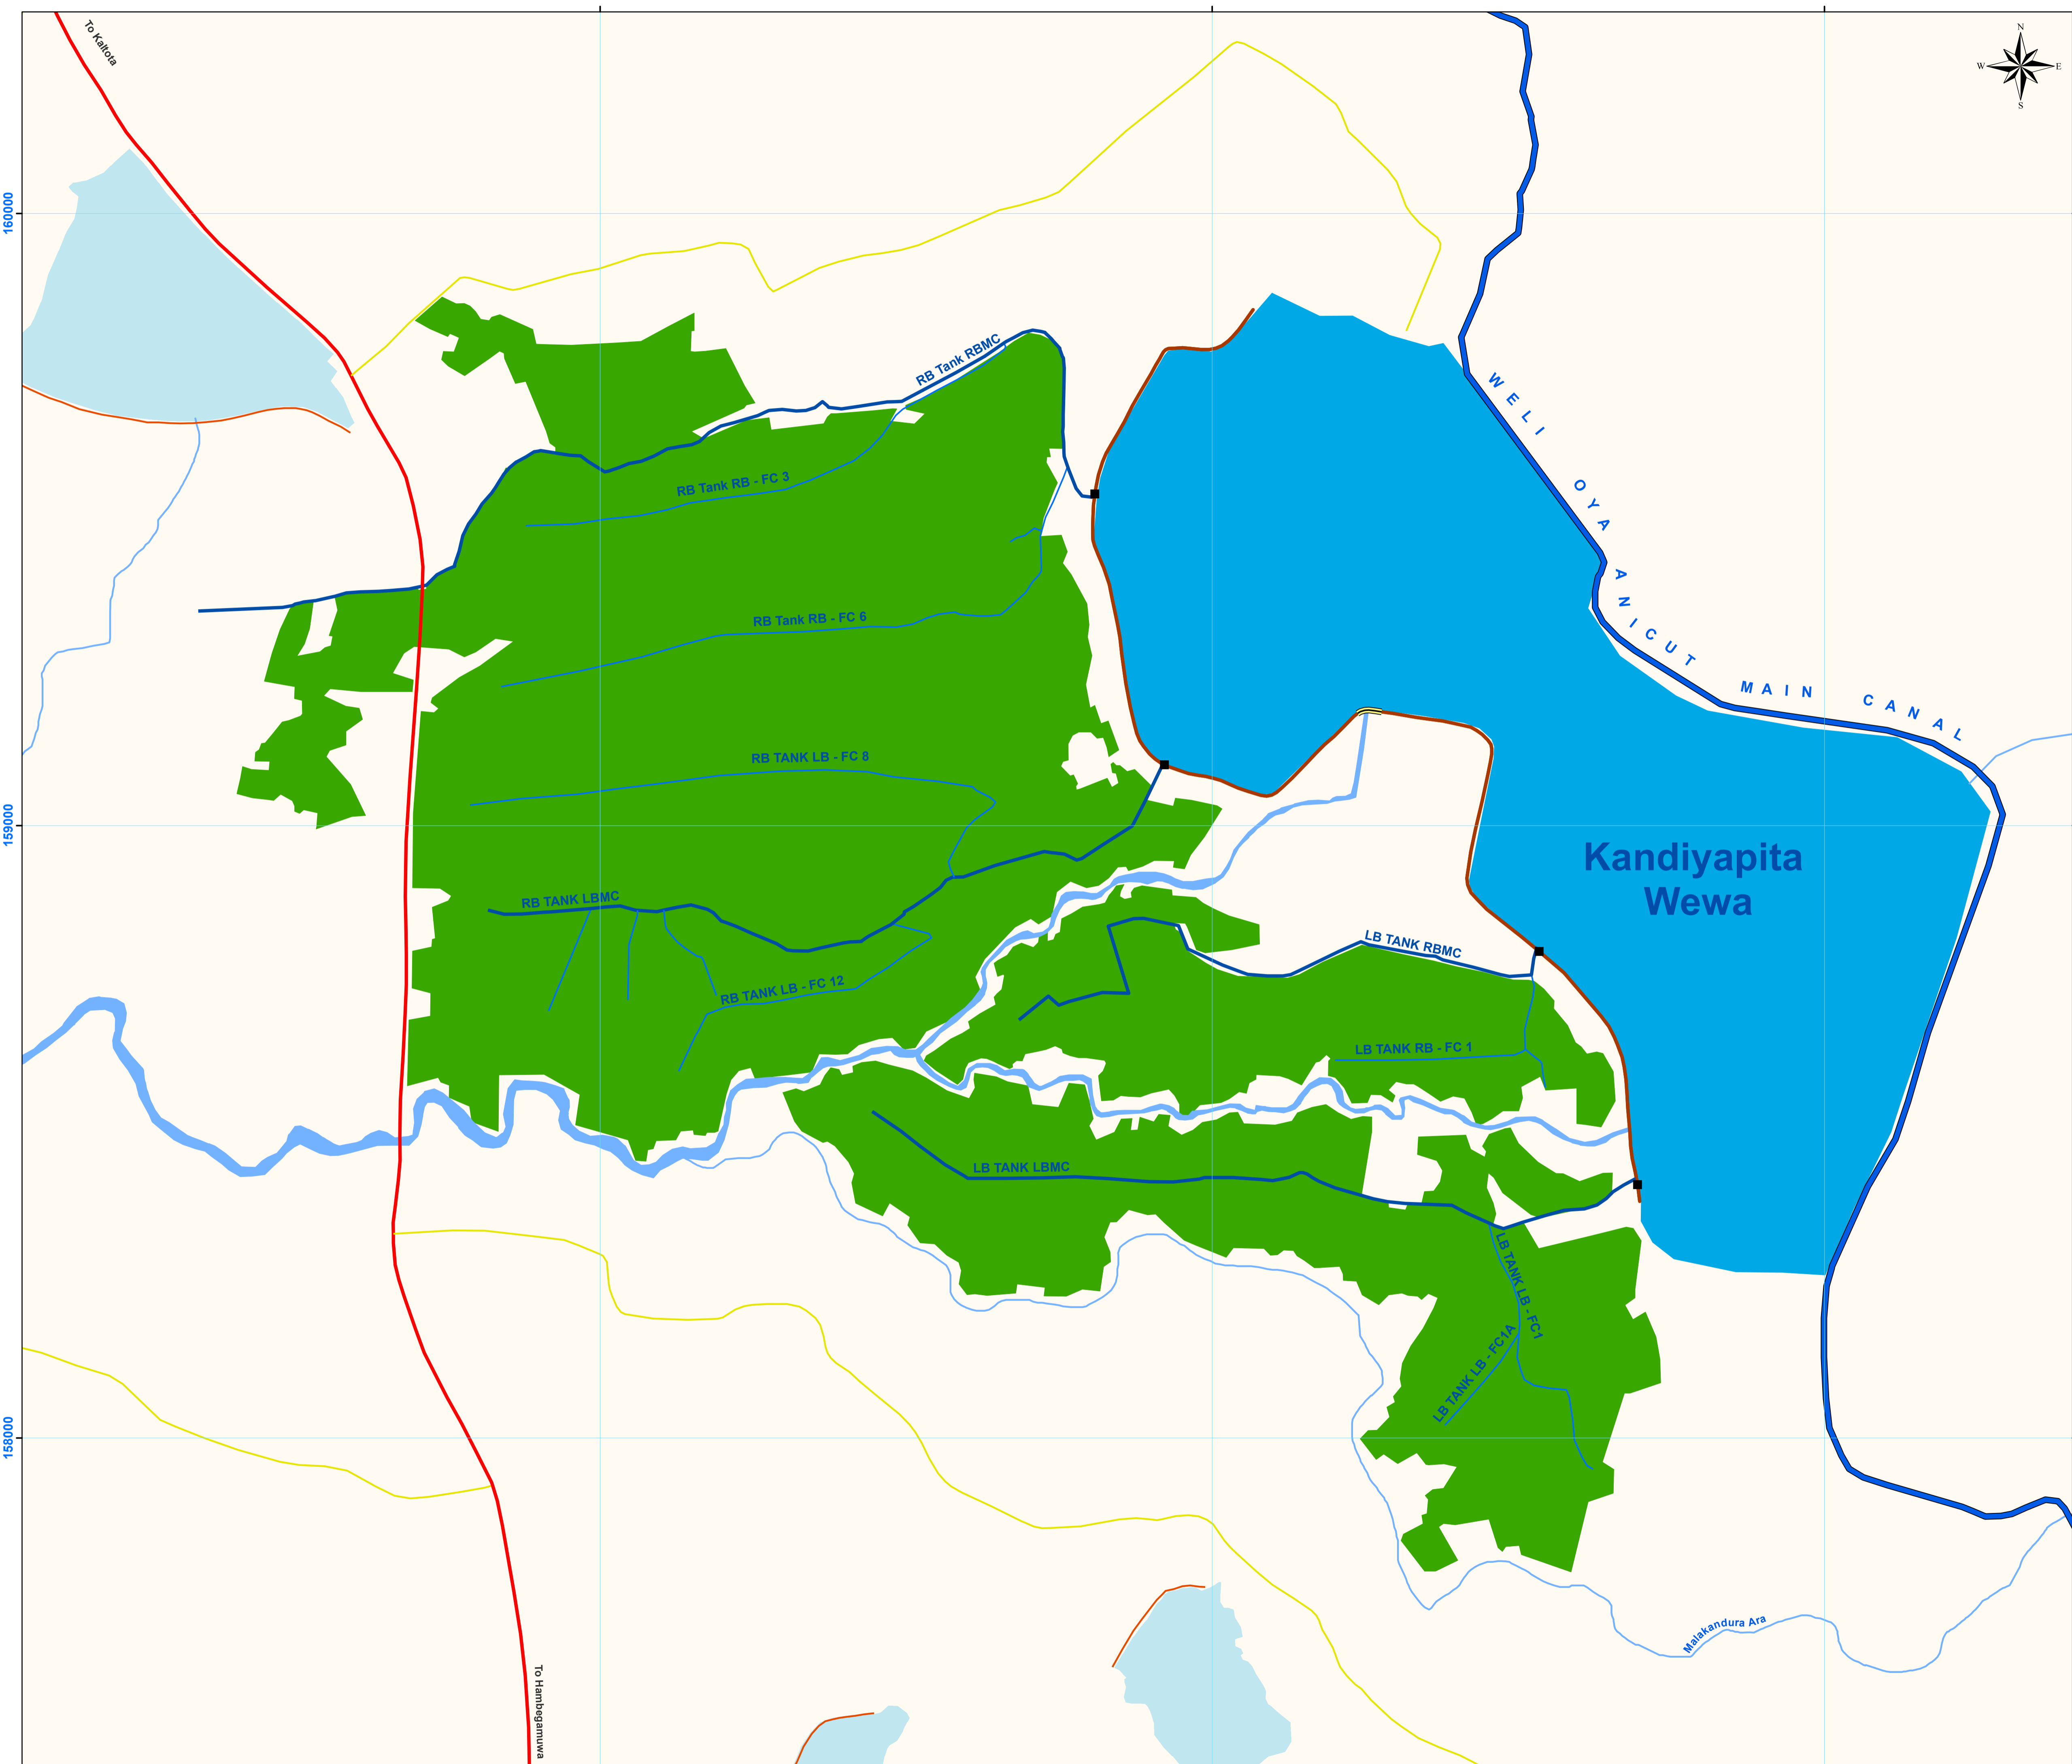 To Kaltota
N
W E
S
160000
RB Tank RBMC
WELI OYA ANICUT MAIN CANAL
RB Tank RB - FC 3
RB Tank RB - FC 6
RB TANK LB - FC 8
159000
Kandiyapita
Wewa
RB TANK LBMC
LB TANK RBMC
RB TANK LB - FC 12
LB TANK RB - FC 1
LB TANK LBMC
LB TANK LB - FC1
LB TANK LB - FC1A
158000
Malakandura Ara
To Hambegamuwa